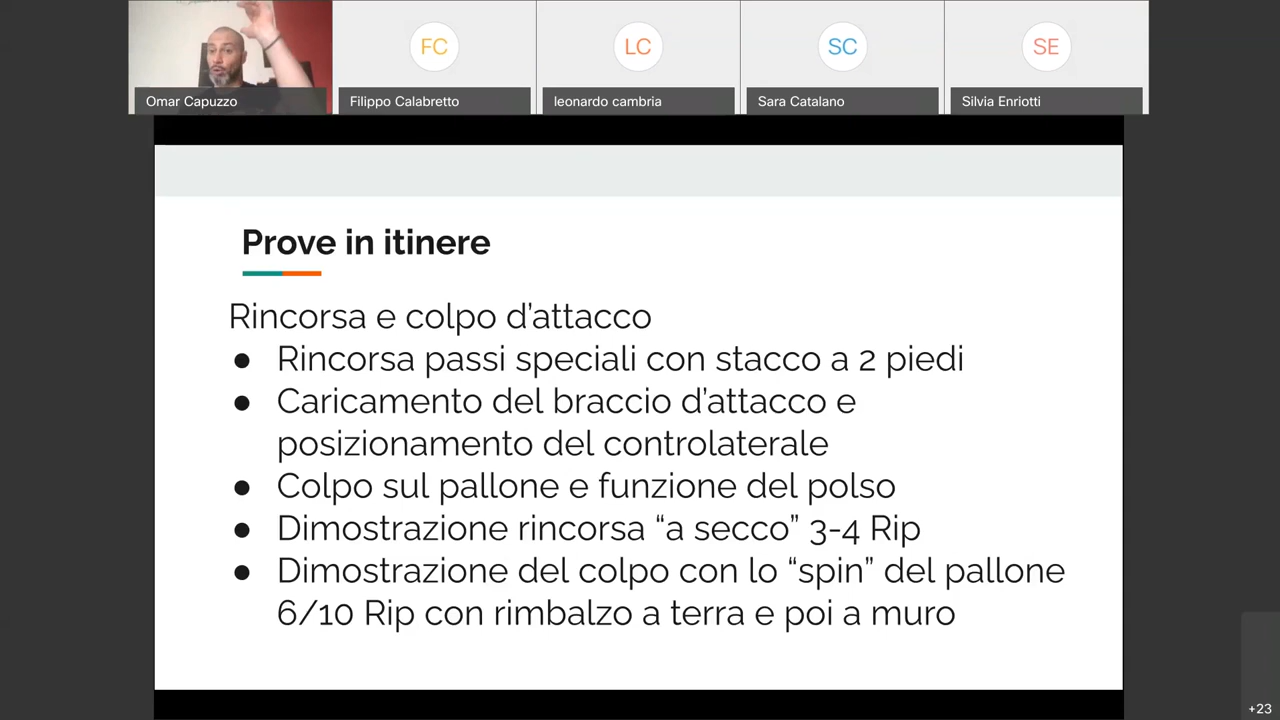 FC
LC
SC
SE
Omar Capuzzo
Filippo Calabretto
leonardo cambria
Sara Catalano
Silvia Enriotti
Prove in itinere
Rincorsa e colpo d’attacco
● Rincorsa passi speciali con stacco a 2 piedi
● Caricamento del braccio d’attacco e
posizionamento del controlaterale
● Colpo sul pallone e funzione del polso
● Dimostrazione rincorsa “a secco” 3-4 Rip
● Dimostrazione del colpo con lo “spin” del pallone
6/10 Rip con rimbalzo a terra e poi a muro
+23